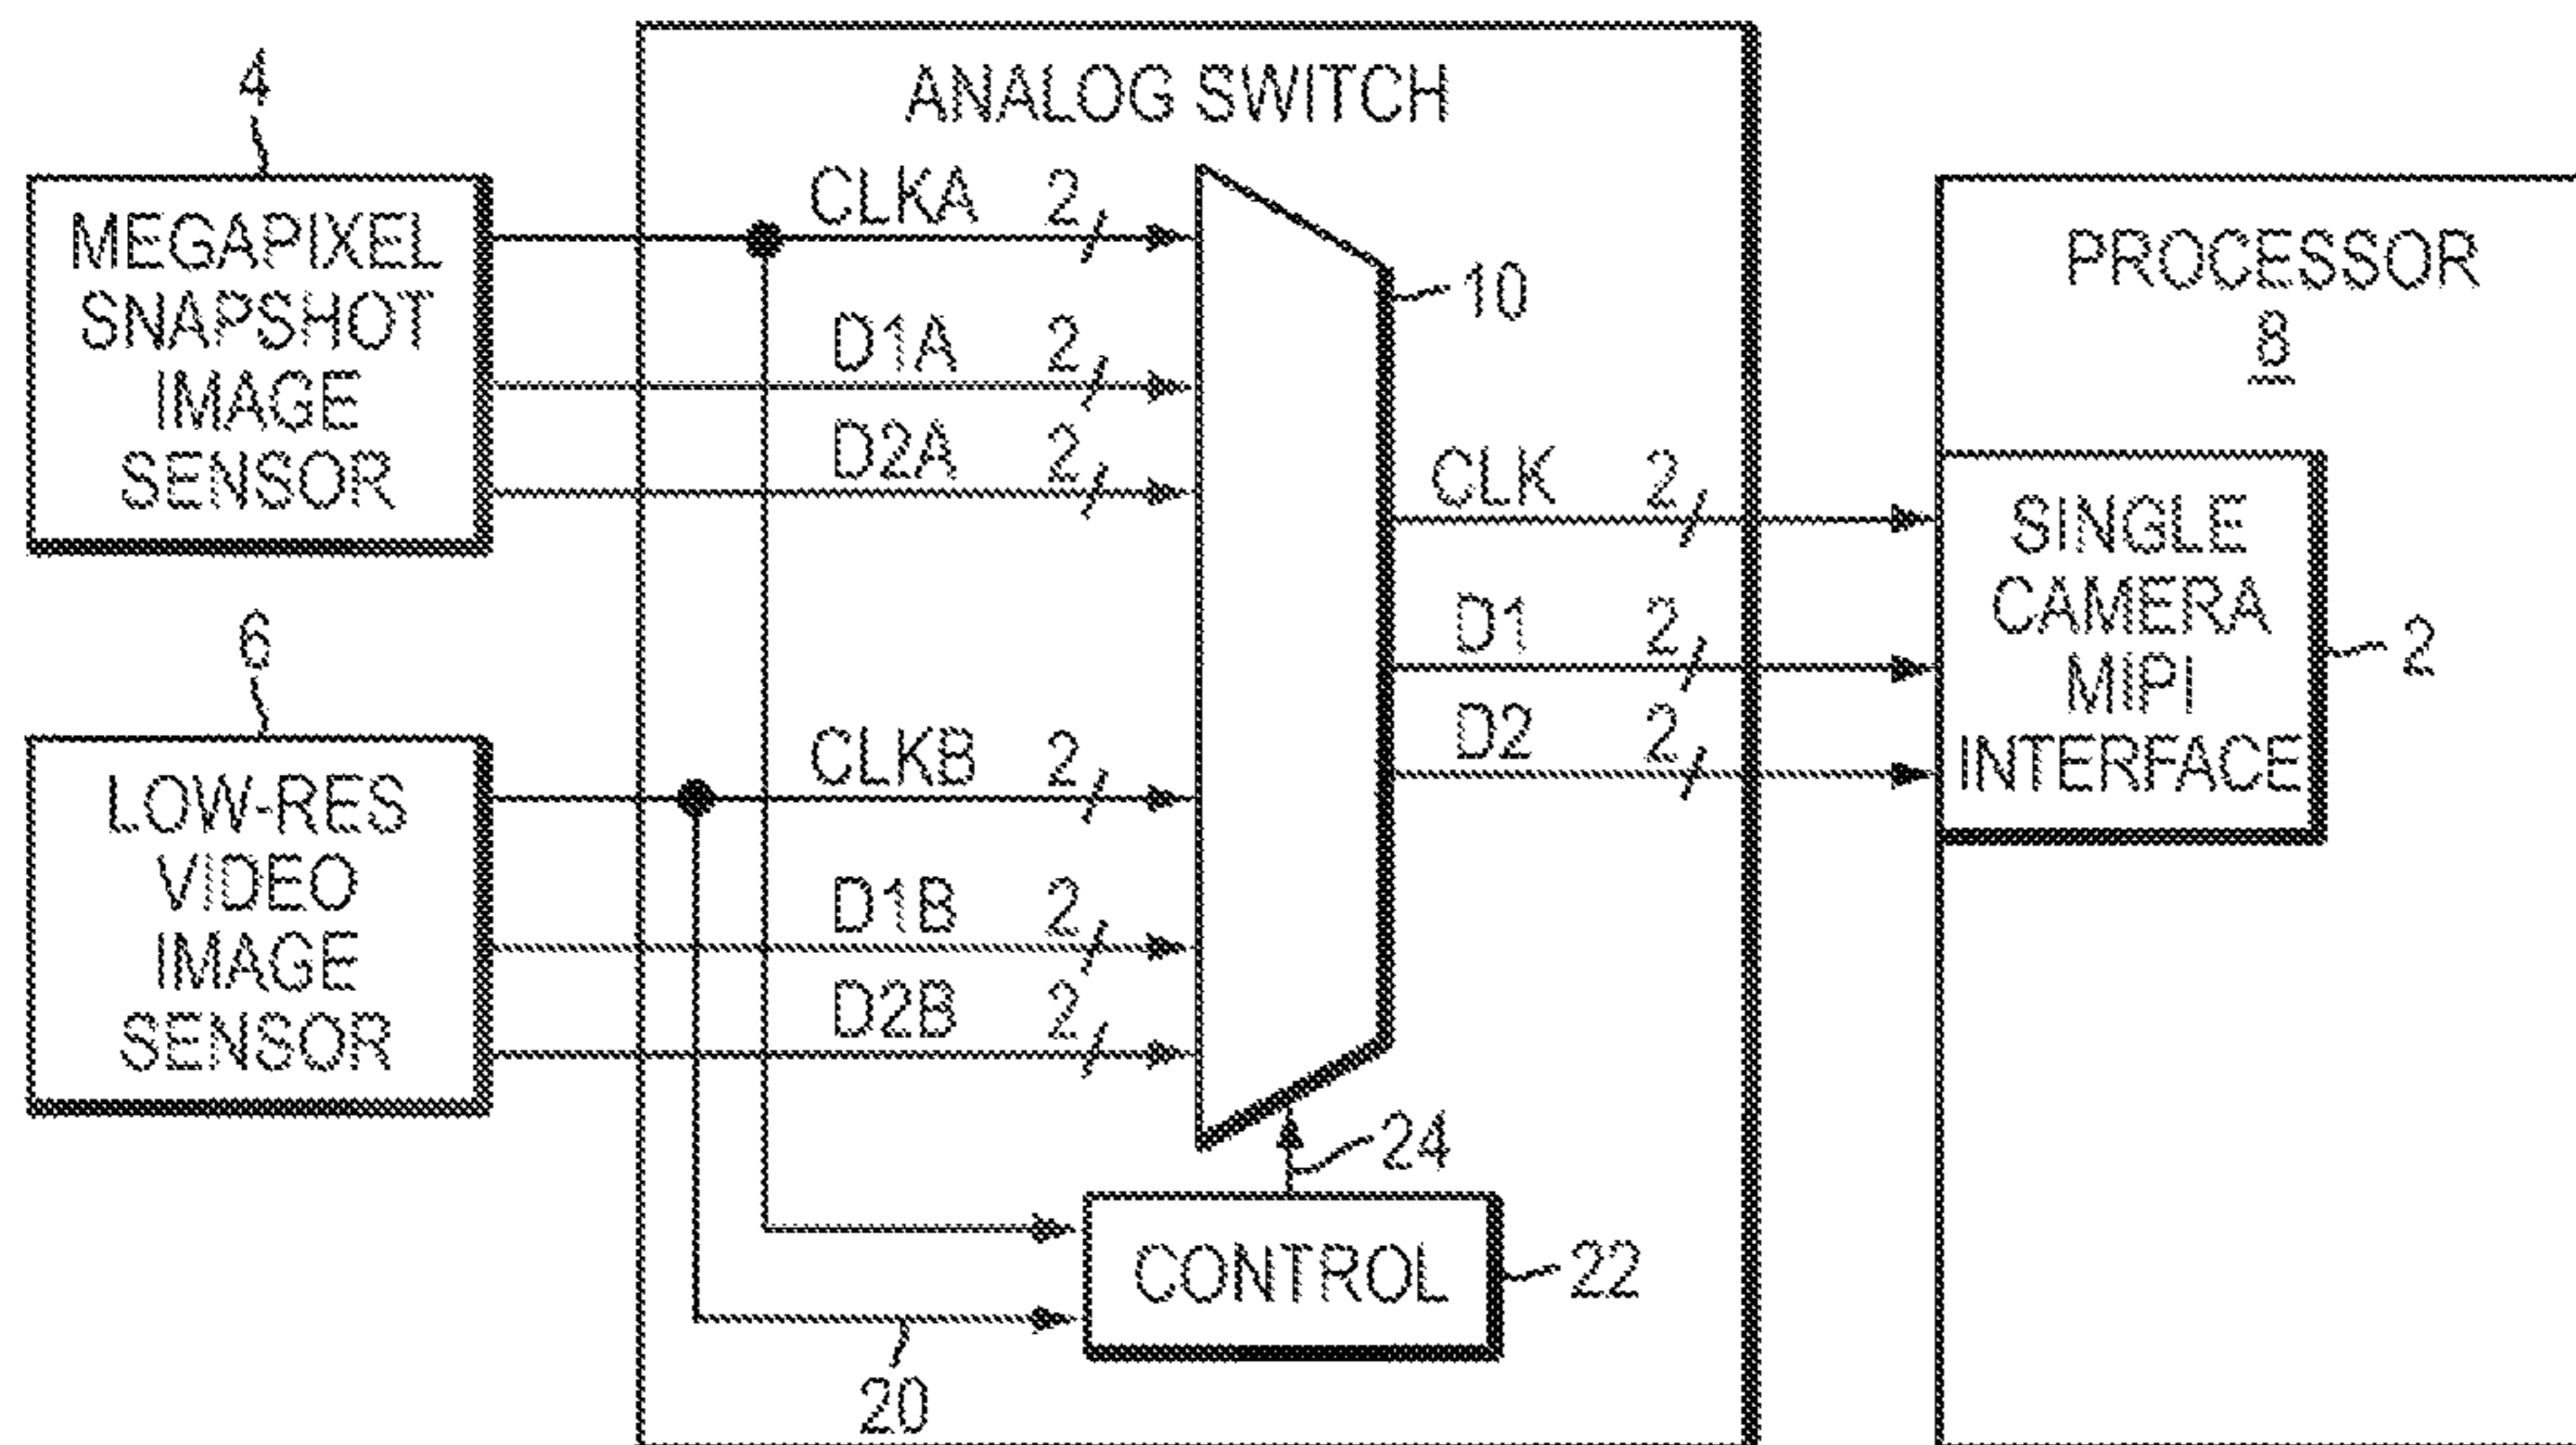 ANALOG SWITCH
4
MEGAPIXEL
SNAPSHOT
IMAGE
SENSOR
CLKA 2
D1A 2
D2A 2
10
6
LOW-RES
VIDEO
IMAGE
SENSOR
CLKB 2
D1B 2
D2B 2
24
CONTROL
22
20
CLK 2
D1 2
D2 2
PROCESSOR
8
SINGLE
CAMERA
MIPI
INTERFACE
2